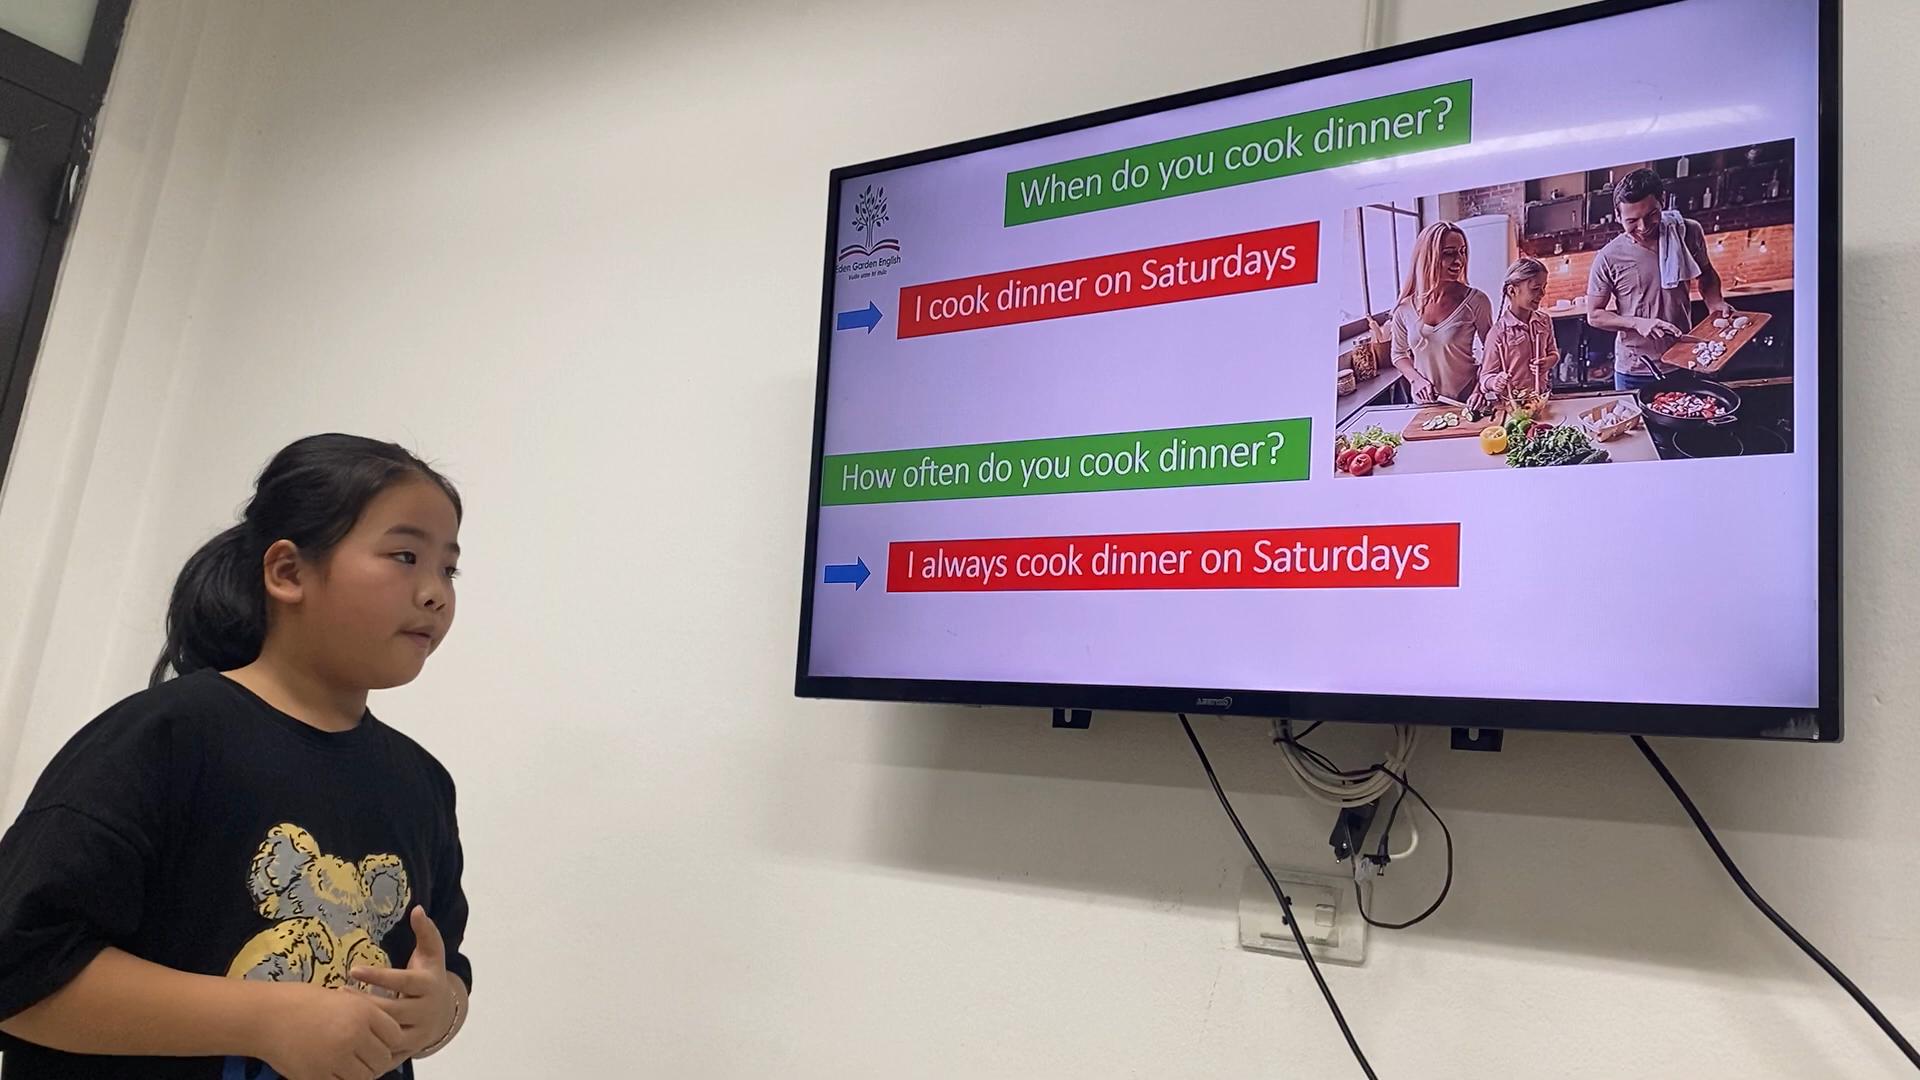 When do you cook dinner?
Eden Garden English
I cook dinner on Saturdays
How often do you cook dinner?
I always cook dinner on Saturdays